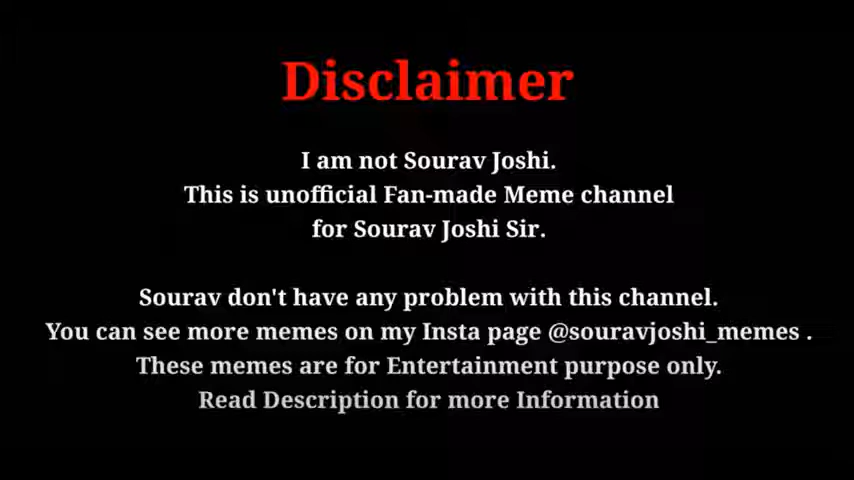 Disclaimer
I am not Sourav Joshi.
This is unofficial Fan-made Meme channel
for Sourav Joshi Sir.
Sourav don't have any problem with this channel.
You can see more memes on my Insta page @souravjoshi_memes .
These memes are for Entertainment purpose only.
Read Description for more Information